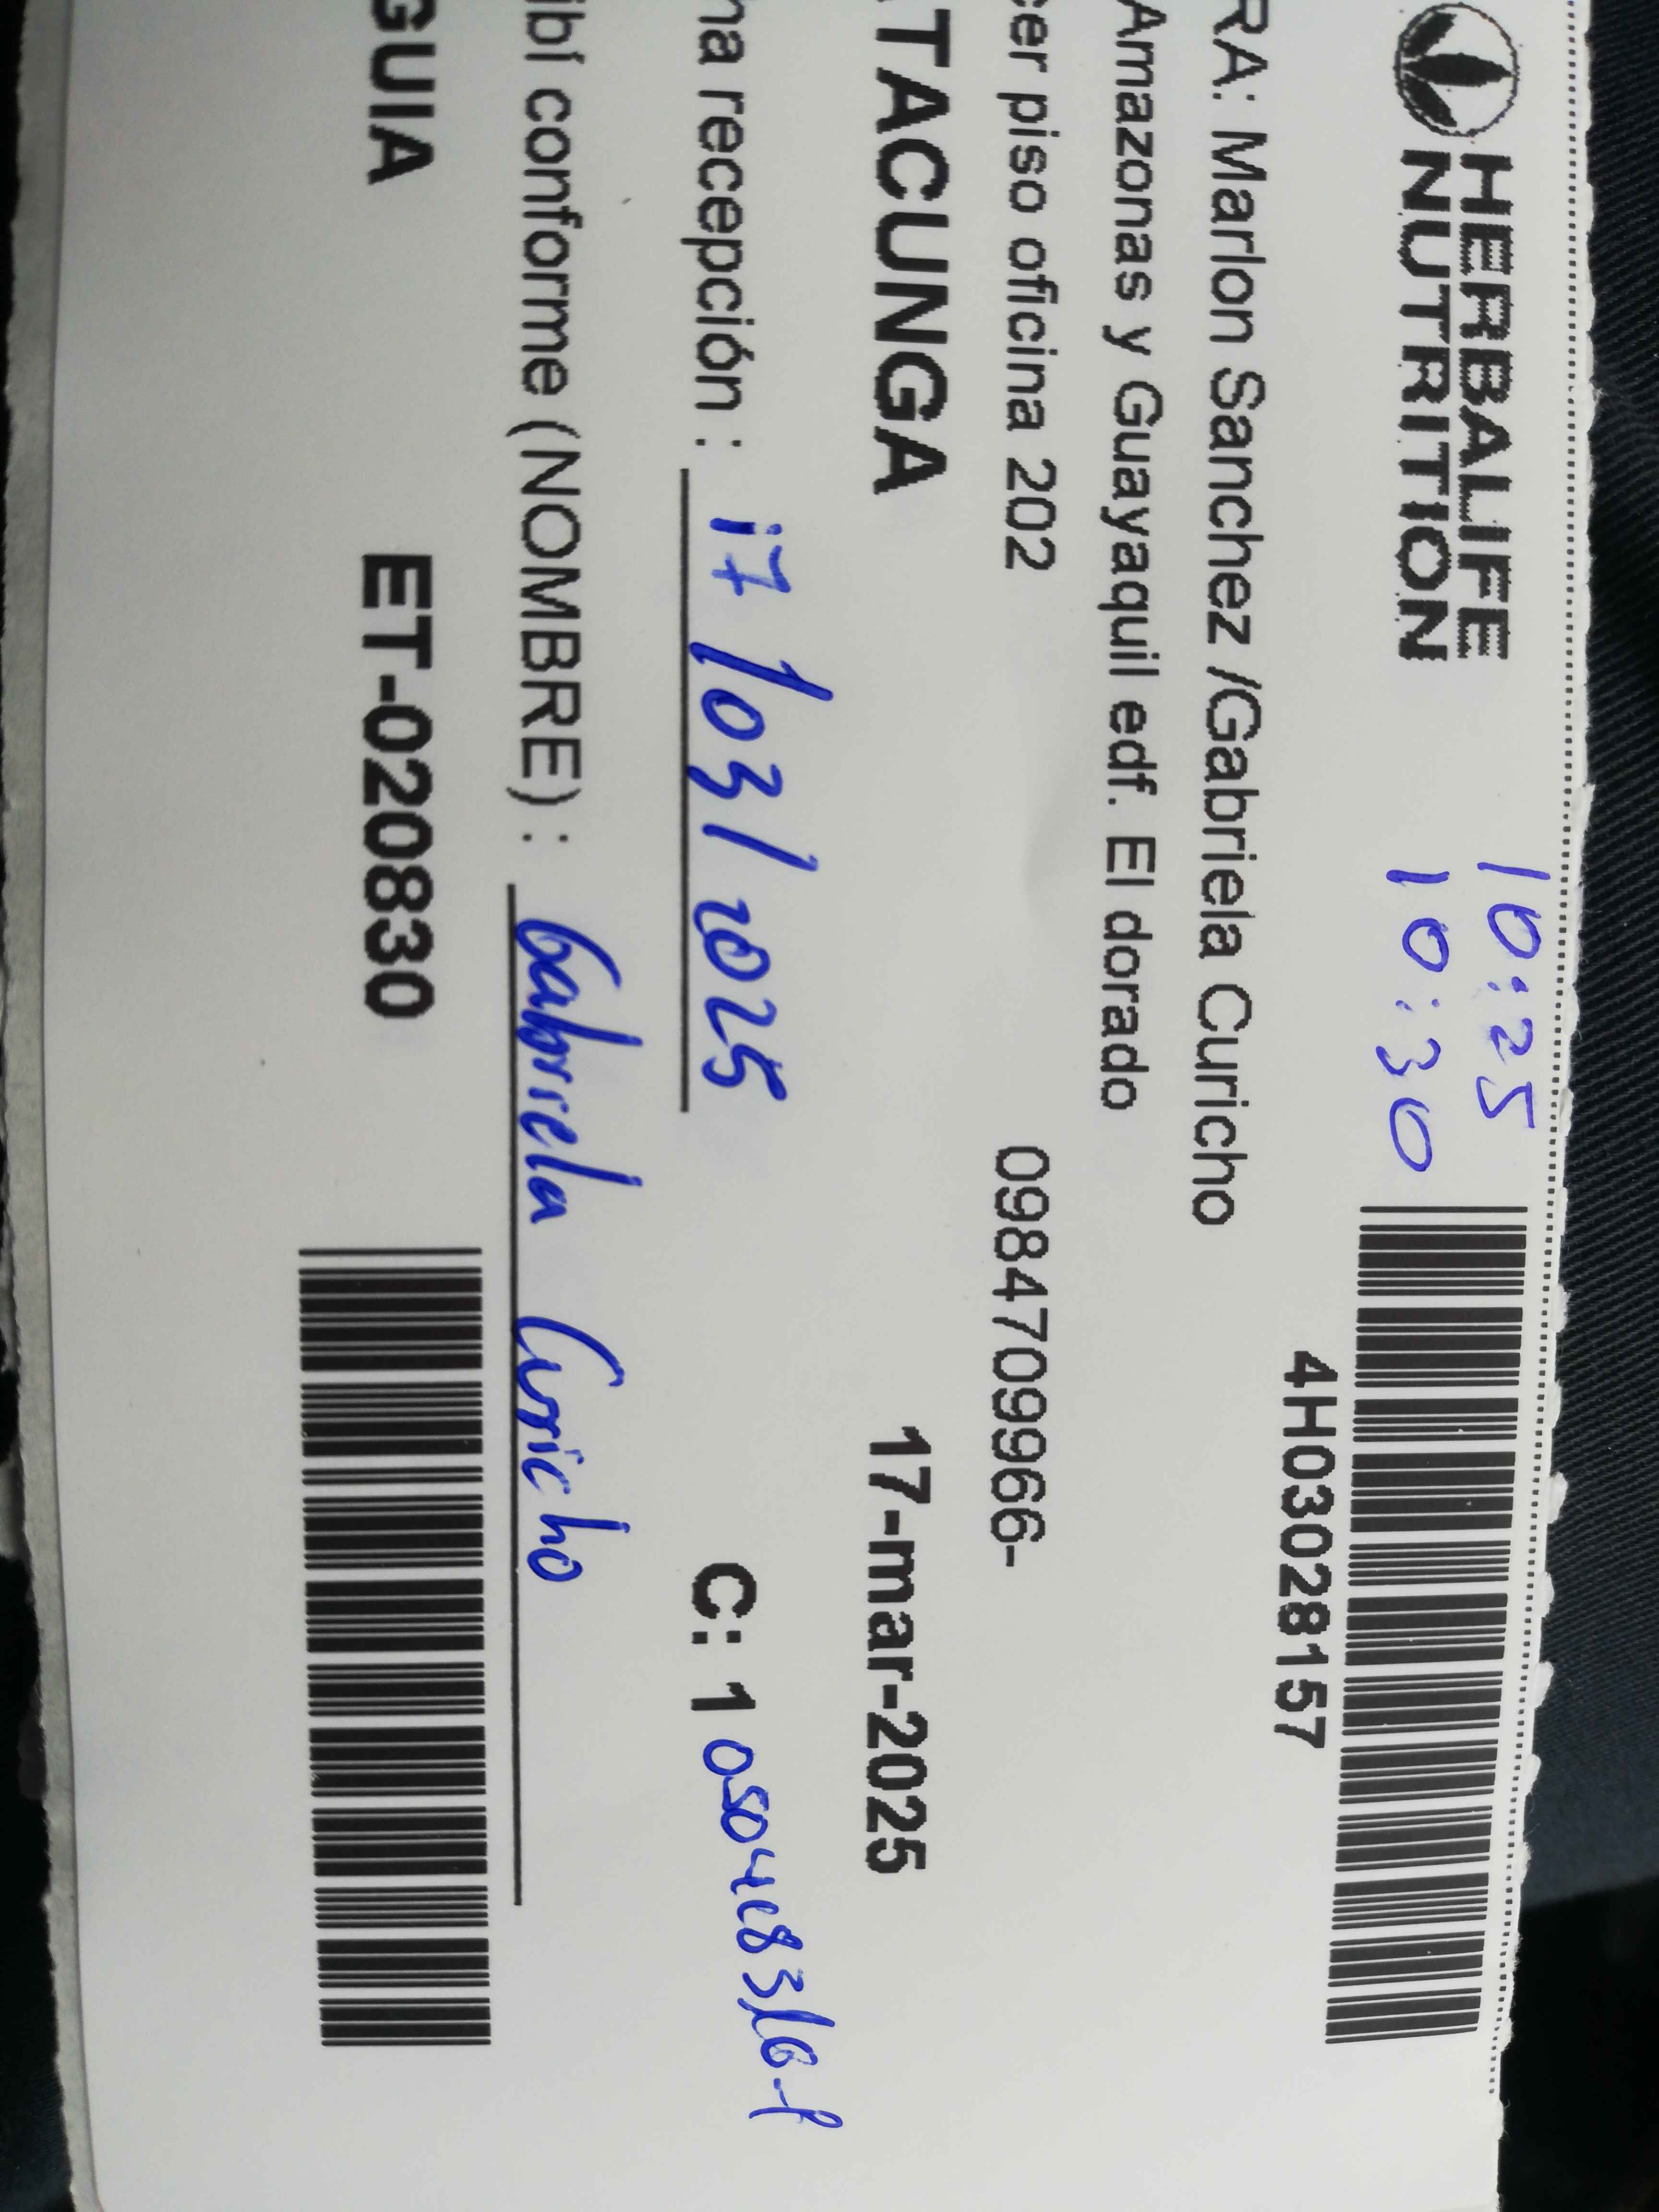 HERBALIFE
NUTRITION
10:25
10:30
4H03028157
RA: Marlon Sanchez /Gabriela Curicho
Amazonas y Guayaquil edf. El dorado
cer piso oficina 202
0984709966-
TACUNGA
17-mar-2025
na recepción : 17/03/2025
C: 1
ibí conforme (NOMBRE) : Gabriela Curicho
GUIA
ET-020830